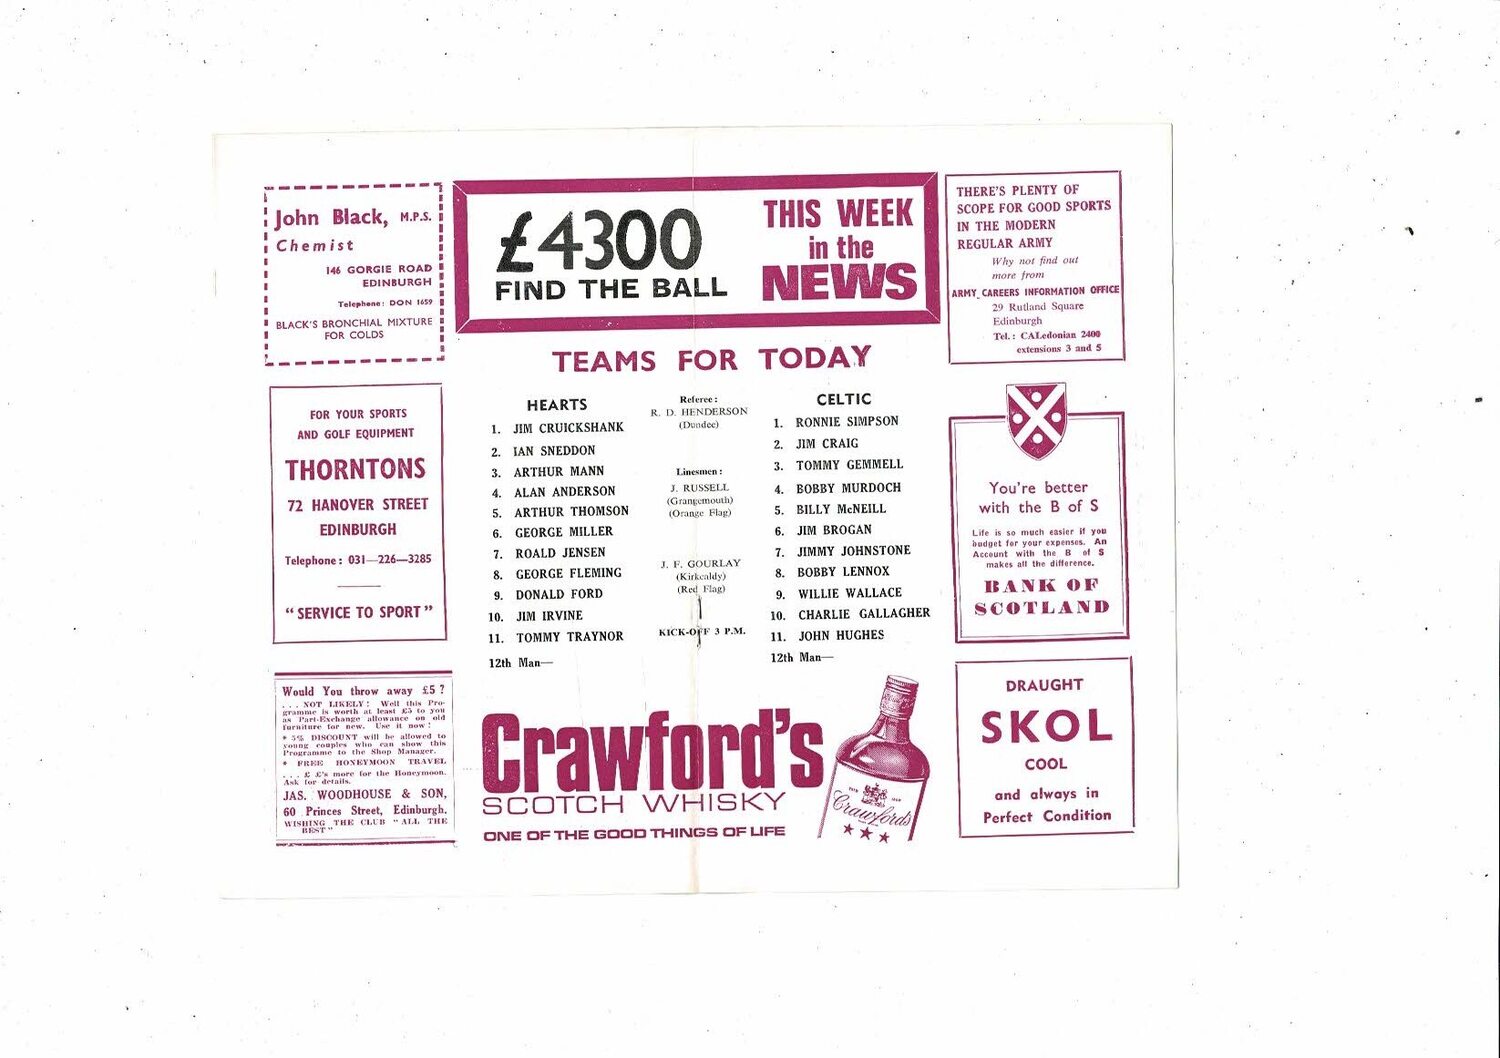 John Black, M.P.S.
Chemist
146 GORGIE ROAD
EDINBURGH
Telephone: DON 1659
BLACK'S BRONCHIAL MIXTURE
FOR COLDS
FOR YOUR SPORTS
AND GOLF EQUIPMENT
THORNTONS
72 HANOVER STREET
EDINBURGH
Telephone: 031—226—3285
"SERVICE TO SPORT"
Would You throw away £5?
. . . NOT LIKELY! Well this Pro-
gramme is worth at least £5 to you
as Part-Exchange allowance on old
furniture for new. Use it now!
* 5% DISCOUNT will be allowed to
young couples who can show this
Programme to the Shop Manager.
* FREE HONEYMOON TRAVEL
. . . £ £'s more for the Honeymoon.
Ask for details.
JAS. WOODHOUSE & SON,
60 Princes Street, Edinburgh.
WISHING THE CLUB "ALL THE
BEST"
£4300
FIND THE BALL
THIS WEEK
in the
NEWS
TEAMS FOR TODAY
HEARTS
1. JIM CRUICKSHANK
2. IAN SNEDDON
3. ARTHUR MANN
4. ALAN ANDERSON
5. ARTHUR THOMSON
6. GEORGE MILLER
7. ROALD JENSEN
8. GEORGE FLEMING
9. DONALD FORD
10. JIM IRVINE
11. TOMMY TRAYNOR
12th Man—
Referee:
R. D. HENDERSON
(Dundee)
Linesmen:
J. RUSSELL
(Grangemouth)
(Orange Flag)
J. F. GOURLAY
(Kirkcaldy)
(Red Flag)
KICK-OFF 3 P.M.
CELTIC
1. RONNIE SIMPSON
2. JIM CRAIG
3. TOMMY GEMMELL
4. BOBBY MURDOCH
5. BILLY McNEILL
6. JIM BROGAN
7. JIMMY JOHNSTONE
8. BOBBY LENNOX
9. WILLIE WALLACE
10. CHARLIE GALLAGHER
11. JOHN HUGHES
12th Man—
Crawford's
SCOTCH WHISKY
ONE OF THE GOOD THINGS OF LIFE
Crawford's
THERE'S PLENTY OF
SCOPE FOR GOOD SPORTS
IN THE MODERN
REGULAR ARMY
Why not find out
more from
ARMY CAREERS INFORMATION OFFICE
29 Rutland Square
Edinburgh
Tel.: CALedonian 2400
extensions 3 and 5
You're better
with the B of S
Life is so much easier if you
budget for your expenses. An
Account with the B of S
makes all the difference.
BANK OF
SCOTLAND
DRAUGHT
SKOL
COOL
and always in
Perfect Condition